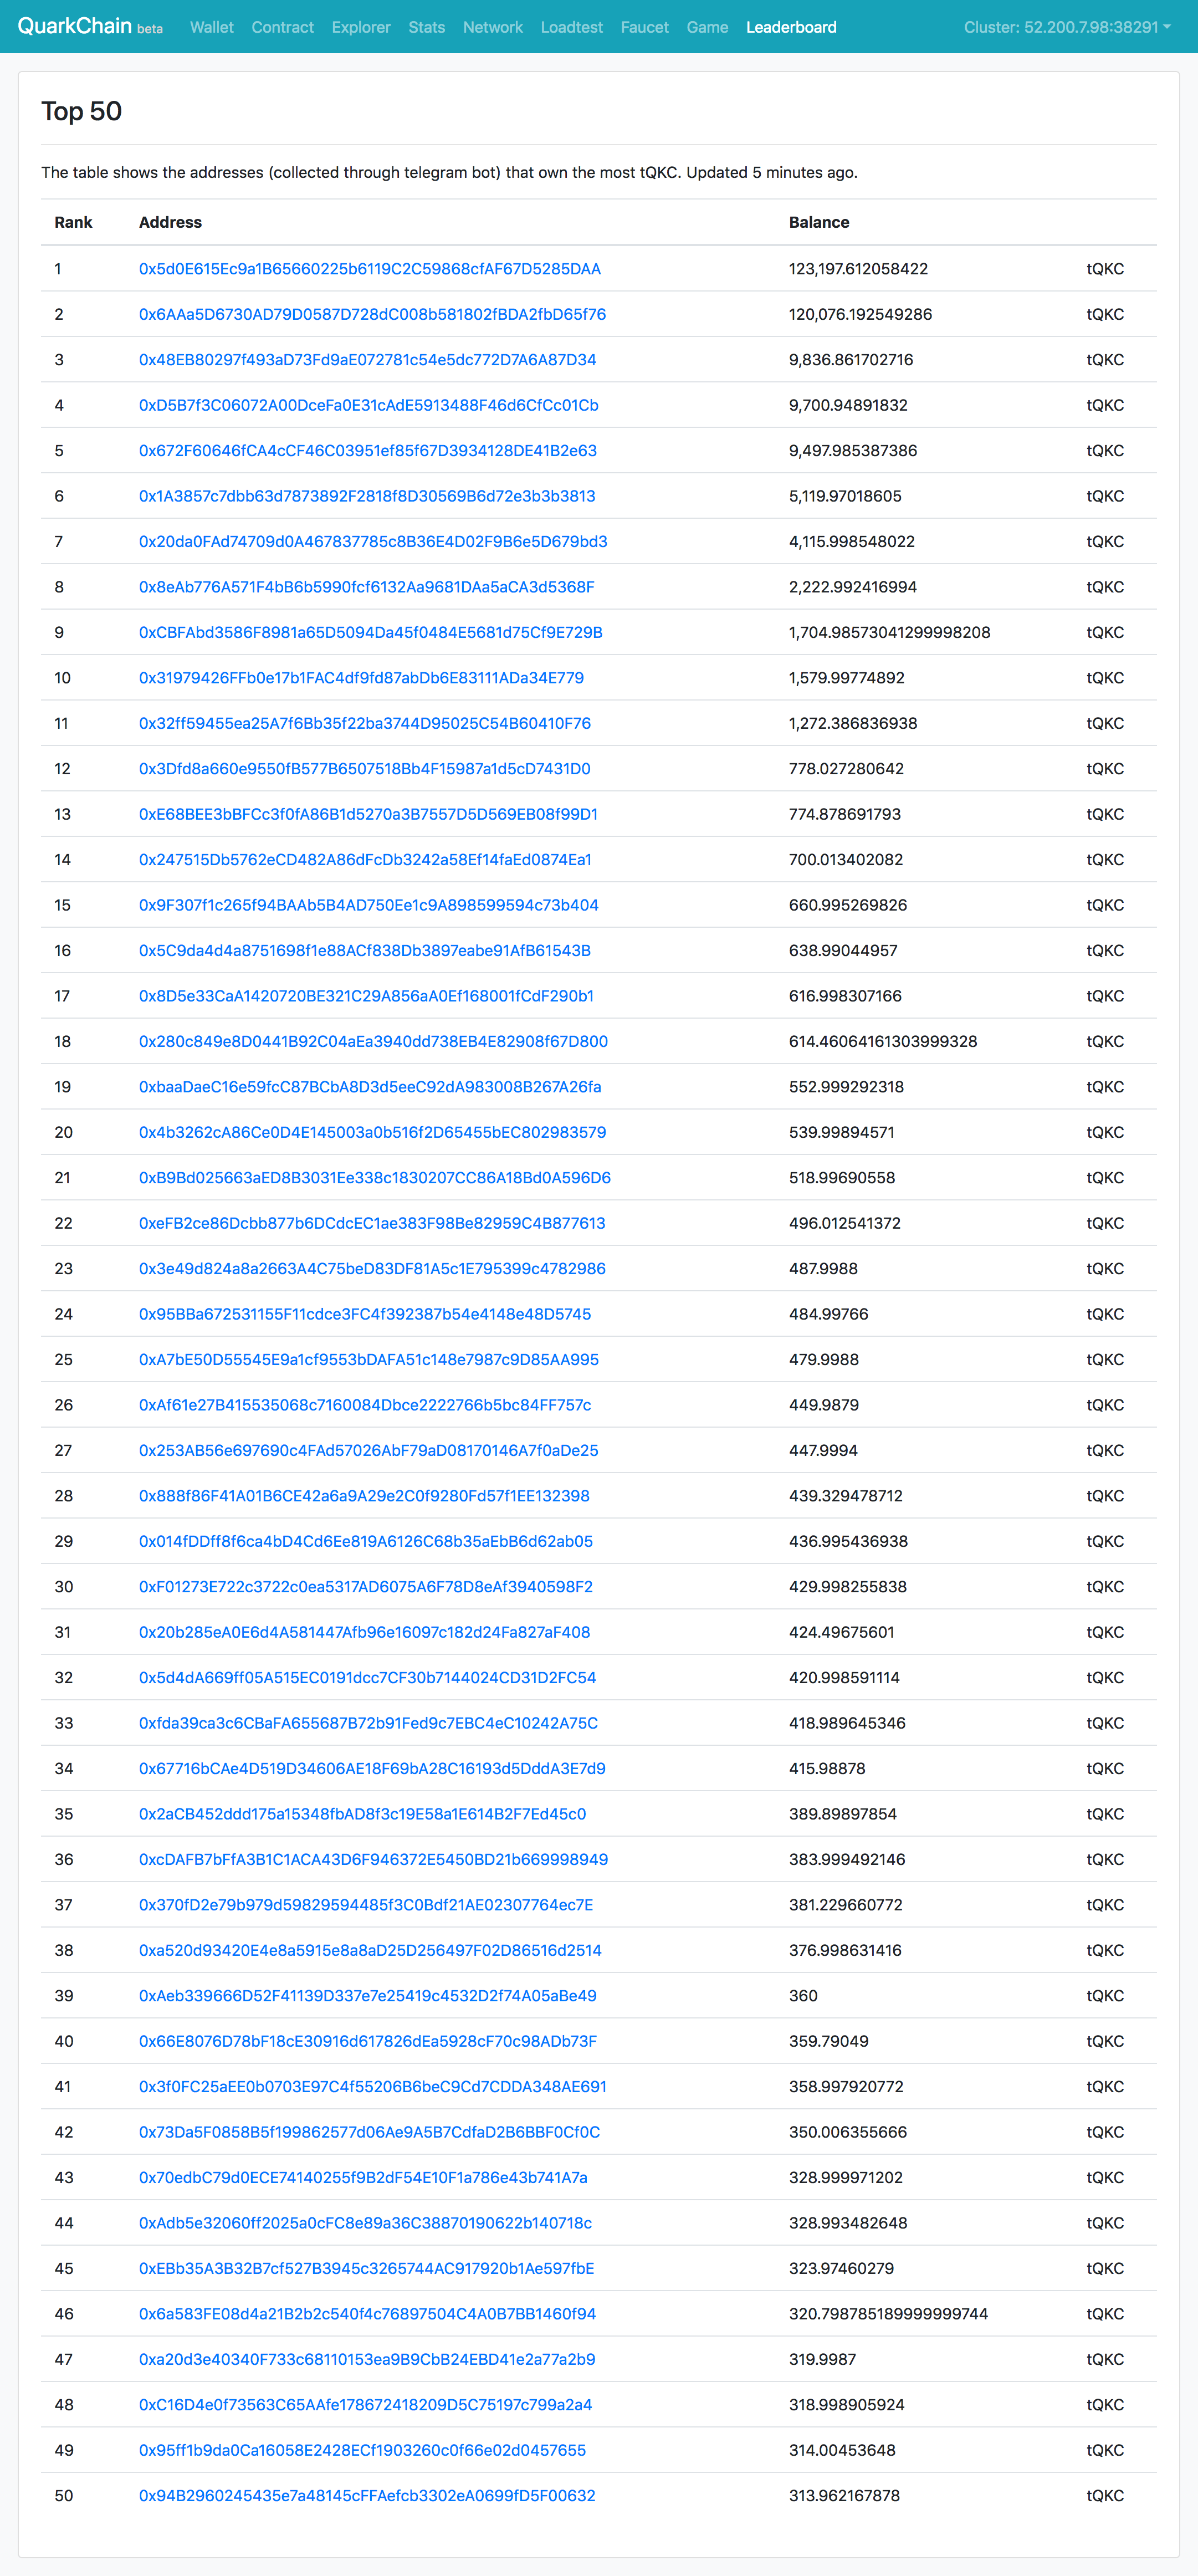 QuarkChain beta Wallet Contract Explorer Stats Network Loadtest Faucet Game Leaderboard Cluster: 52.200.7.98:38291
Top 50
The table shows the addresses (collected through telegram bot) that own the most tQKC. Updated 5 minutes ago.
Rank Address Balance
1 0x5d0E615Ec9a1B65660225b6119C2C59868cfAF67D5285DAA 123,197.612058422 tQKC
2 0x6AAa5D6730AD79D0587D728dC008b581802fBDA2fbD65f76 120,076.192549286 tQKC
3 0x48EB80297f493aD73Fd9aE072781c54e5dc772D7A6A87D34 9,836.861702716 tQKC
4 0xD5B7f3C06072A00DceFa0E31cAdE5913488F46d6CfCc01Cb 9,700.94891832 tQKC
5 0x672F60646fCA4cCF46C03951ef85f67D3934128DE41B2e63 9,497.985387386 tQKC
6 0x1A3857c7dbb63d7873892F2818f8D30569B6d72e3b3b3813 5,119.97018605 tQKC
7 0x20da0FAd74709d0A467837785c8B36E4D02F9B6e5D679bd3 4,115.998548022 tQKC
8 0x8eAb776A571F4bB6b5990fcf6132Aa9681DAa5aCA3d5368F 2,222.992416994 tQKC
9 0xCBFAbd3586F8981a65D5094Da45f0484E5681d75Cf9E729B 1,704.98573041299998208 tQKC
10 0x31979426FFb0e17b1FAC4df9fd87abDb6E83111ADa34E779 1,579.99774892 tQKC
11 0x32ff59455ea25A7f6Bb35f22ba3744D95025C54B60410F76 1,272.386836938 tQKC
12 0x3Dfd8a660e9550fB577B6507518Bb4F15987a1d5cD7431D0 778.027280642 tQKC
13 0xE68BEE3bBFCc3f0fA86B1d5270a3B7557D5D569EB08f99D1 774.878691793 tQKC
14 0x247515Db5762eCD482A86dFcDb3242a58Ef14faEd0874Ea1 700.013402082 tQKC
15 0x9F307f1c265f94BAAb5B4AD750Ee1c9A898599594c73b404 660.995269826 tQKC
16 0x5C9da4d4a8751698f1e88ACf838Db3897eabe91AfB61543B 638.99044957 tQKC
17 0x8D5e33CaA1420720BE321C29A856aA0Ef168001fCdF290b1 616.998307166 tQKC
18 0x280c849e8D0441B92C04aEa3940dd738EB4E82908f67D800 614.46064161303999328 tQKC
19 0xbaaDaeC16e59fcC87BCbA8D3d5eeC92dA983008B267A26fa 552.999292318 tQKC
20 0x4b3262cA86Ce0D4E145003a0b516f2D65455bEC802983579 539.99894571 tQKC
21 0xB9Bd025663aED8B3031Ee338c1830207CC86A18Bd0A596D6 518.99690558 tQKC
22 0xeFB2ce86Dcbb877b6DCdcEC1ae383F98Be82959C4B877613 496.012541372 tQKC
23 0x3e49d824a8a2663A4C75beD83DF81A5c1E795399c4782986 487.9988 tQKC
24 0x95BBa672531155F11cdce3FC4f392387b54e4148e48D5745 484.99766 tQKC
25 0xA7bE50D55545E9a1cf9553bDAFA51c148e7987c9D85AA995 479.9988 tQKC
26 0xAf61e27B415535068c7160084Dbce2222766b5bc84FF757c 449.9879 tQKC
27 0x253AB56e697690c4FAd57026AbF79aD08170146A7f0aDe25 447.9994 tQKC
28 0x888f86F41A01B6CE42a6a9A29e2C0f9280Fd57f1EE132398 439.329478712 tQKC
29 0x014fDDff8f6ca4bD4Cd6Ee819A6126C68b35aEbB6d62ab05 436.995436938 tQKC
30 0xF01273E722c3722c0ea5317AD6075A6F78D8eAf3940598F2 429.998255838 tQKC
31 0x20b285eA0E6d4A581447Afb96e16097c182d24Fa827aF408 424.49675601 tQKC
32 0x5d4dA669ff05A515EC0191dcc7CF30b7144024CD31D2FC54 420.998591114 tQKC
33 0xfda39ca3c6CBaFA655687B72b91Fed9c7EBC4eC10242A75C 418.989645346 tQKC
34 0x67716bCAe4D519D34606AE18F69bA28C16193d5DddA3E7d9 415.98878 tQKC
35 0x2aCB452ddd175a15348fbAD8f3c19E58a1E614B2F7Ed45c0 389.89897854 tQKC
36 0xcDAFB7bFfA3B1C1ACA43D6F946372E5450BD21b669998949 383.999492146 tQKC
37 0x370fD2e79b979d59829594485f3C0Bdf21AE02307764ec7E 381.229660772 tQKC
38 0xa520d93420E4e8a5915e8a8aD25D256497F02D86516d2514 376.998631416 tQKC
39 0xAeb339666D52F41139D337e7e25419c4532D2f74A05aBe49 360 tQKC
40 0x66E8076D78bF18cE30916d617826dEa5928cF70c98ADb73F 359.79049 tQKC
41 0x3f0FC25aEE0b0703E97C4f55206B6beC9Cd7CDDA348AE691 358.997920772 tQKC
42 0x73Da5F0858B5f199862577d06Ae9A5B7CdfaD2B6BBF0Cf0C 350.006355666 tQKC
43 0x70edbC79d0ECE74140255f9B2dF54E10F1a786e43b741A7a 328.999971202 tQKC
44 0xAdb5e32060ff2025a0cFC8e89a36C38870190622b140718c 328.993482648 tQKC
45 0xEBb35A3B32B7cf527B3945c3265744AC917920b1Ae597fbE 323.97460279 tQKC
46 0x6a583FE08d4a21B2b2c540f4c76897504C4A0B7BB1460f94 320.798785189999999744 tQKC
47 0xa20d3e40340F733c68110153ea9B9CbB24EBD41e2a77a2b9 319.9987 tQKC
48 0xC16D4e0f73563C65AAfe178672418209D5C75197c799a2a4 318.998905924 tQKC
49 0x95ff1b9da0Ca16058E2428ECf1903260c0f66e02d0457655 314.00453648 tQKC
50 0x94B2960245435e7a48145cFFAefcb3302eA0699fD5F00632 313.962167878 tQKC